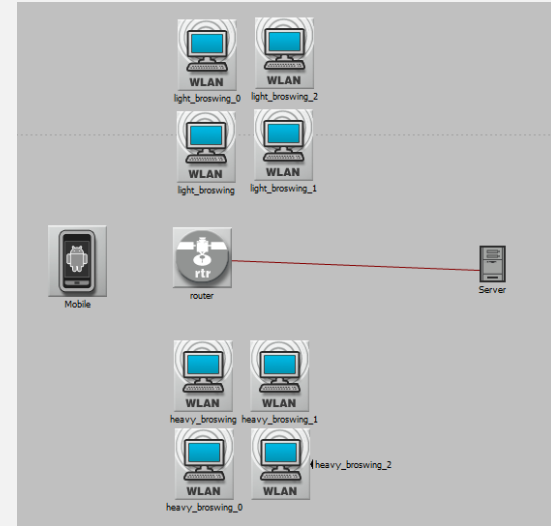 WLAN
WLAN
light_broswing_0
light_broswing_2
WLAN
WLAN
light_broswing
light_broswing_1
rtr
Mobile
router
Server
WLAN
WLAN
heavy_broswing
heavy_broswing_1
WLAN
WLAN
heavy_broswing_2
heavy_broswing_0